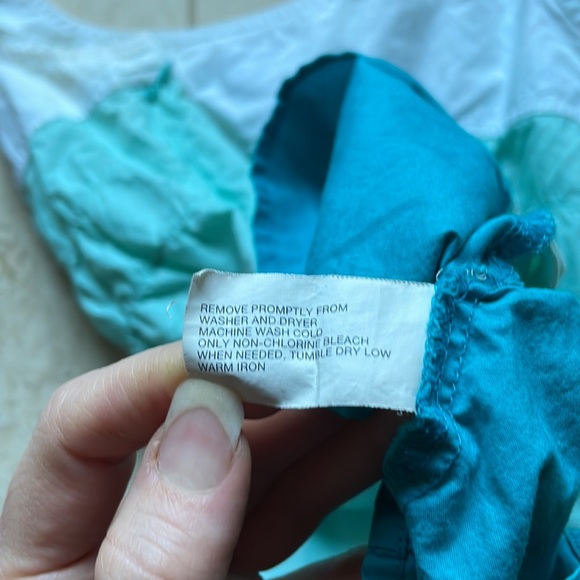 REMOVE PROMPTLY FROM
WASHER AND DRYER
MACHINE WASH COLD
ONLY NON-CHLORINE BLEACH
WHEN NEEDED, TUMBLE DRY LOW
WARM IRON